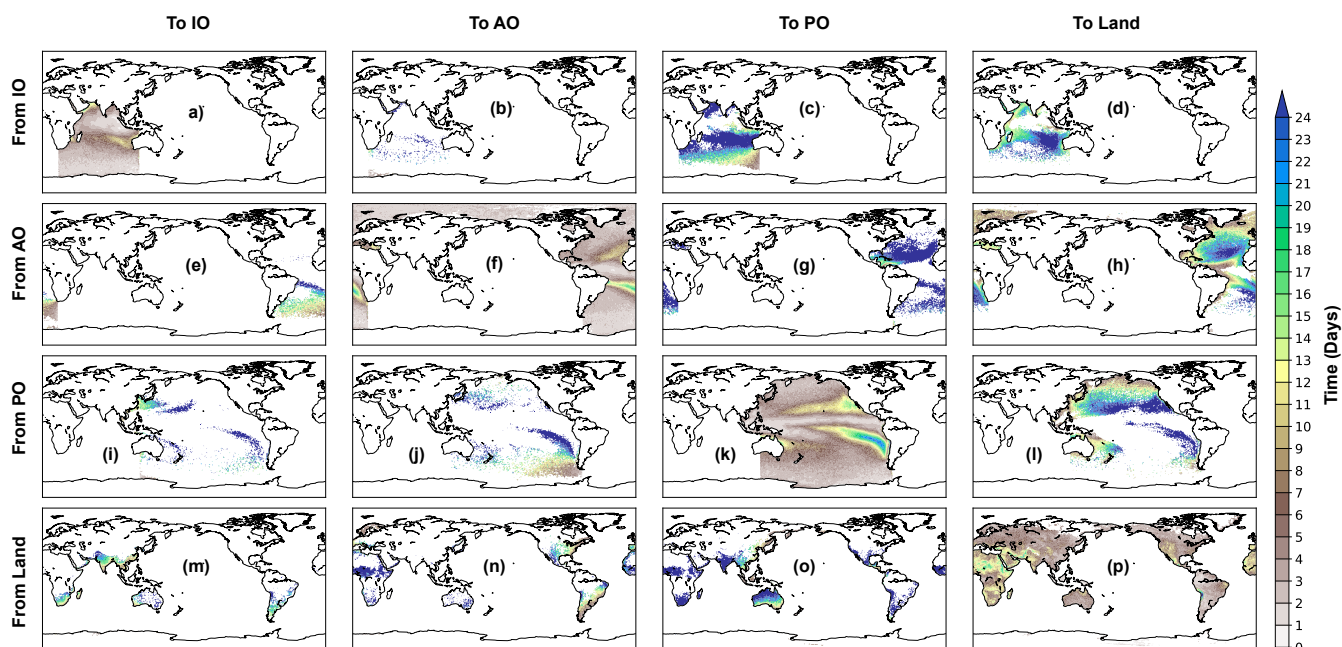 To IO To AO To PO To Land
From IO
a) (b) (c) (d)
From AO
(e) (f) (g) (h)
From PO
(i) (j) (k) (l)
From Land
(m) (n) (o) (p)
24
23
22
21
20
19
18
17
16
15
14
13
12
11
10
9
8
7
6
5
4
3
2
1
0
Time (Days)